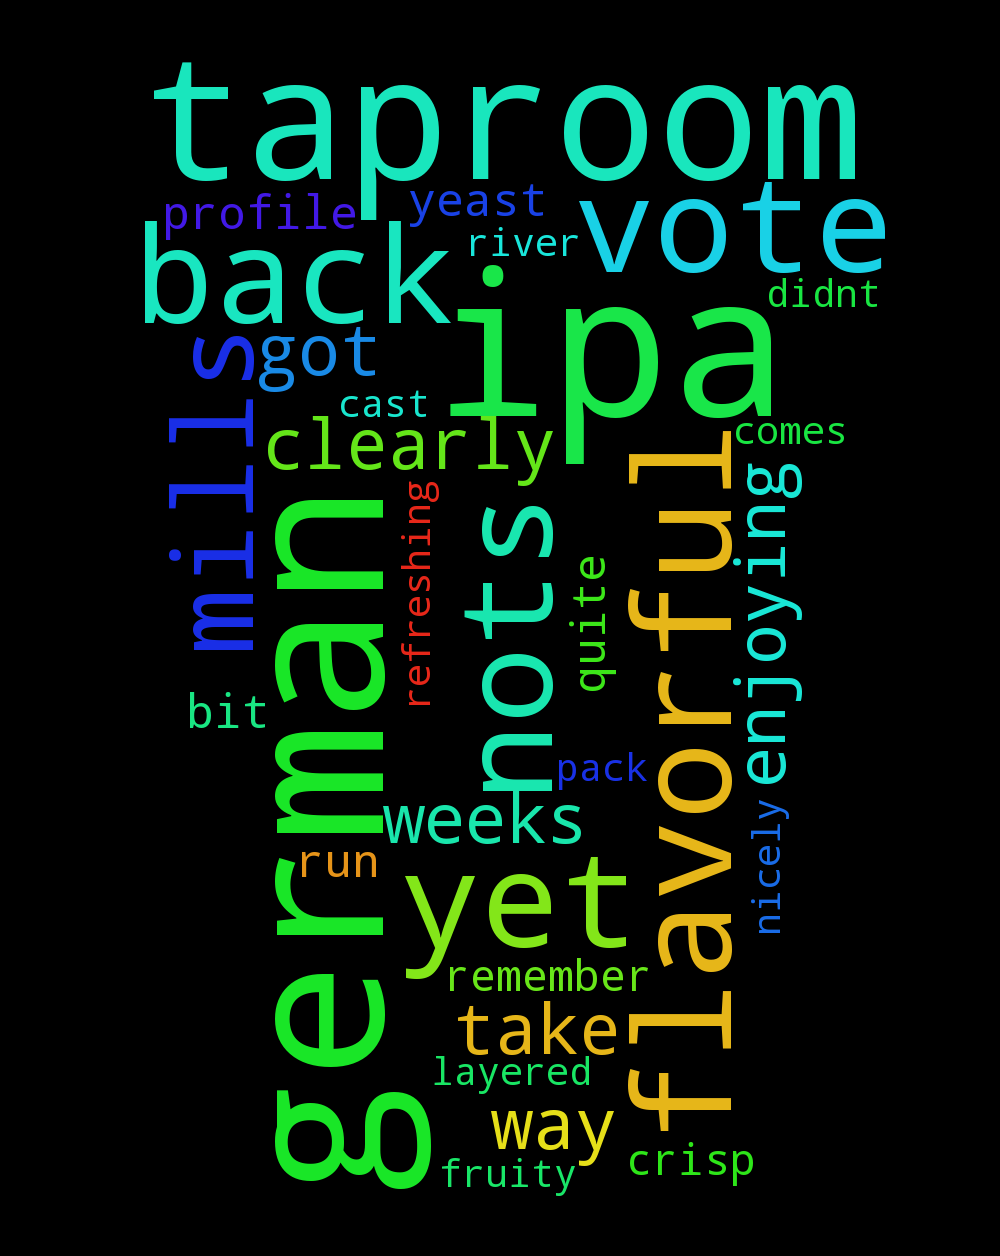 taproom
profile
yeast
vote
back
river
ipa
didnt
mills
got
cast
clearly
comes
german
refreshing
nots
quite
flavorful
enjoying
bit
pack
weeks
nicely
run
yet
remember
take
layered
way
fruity
crisp